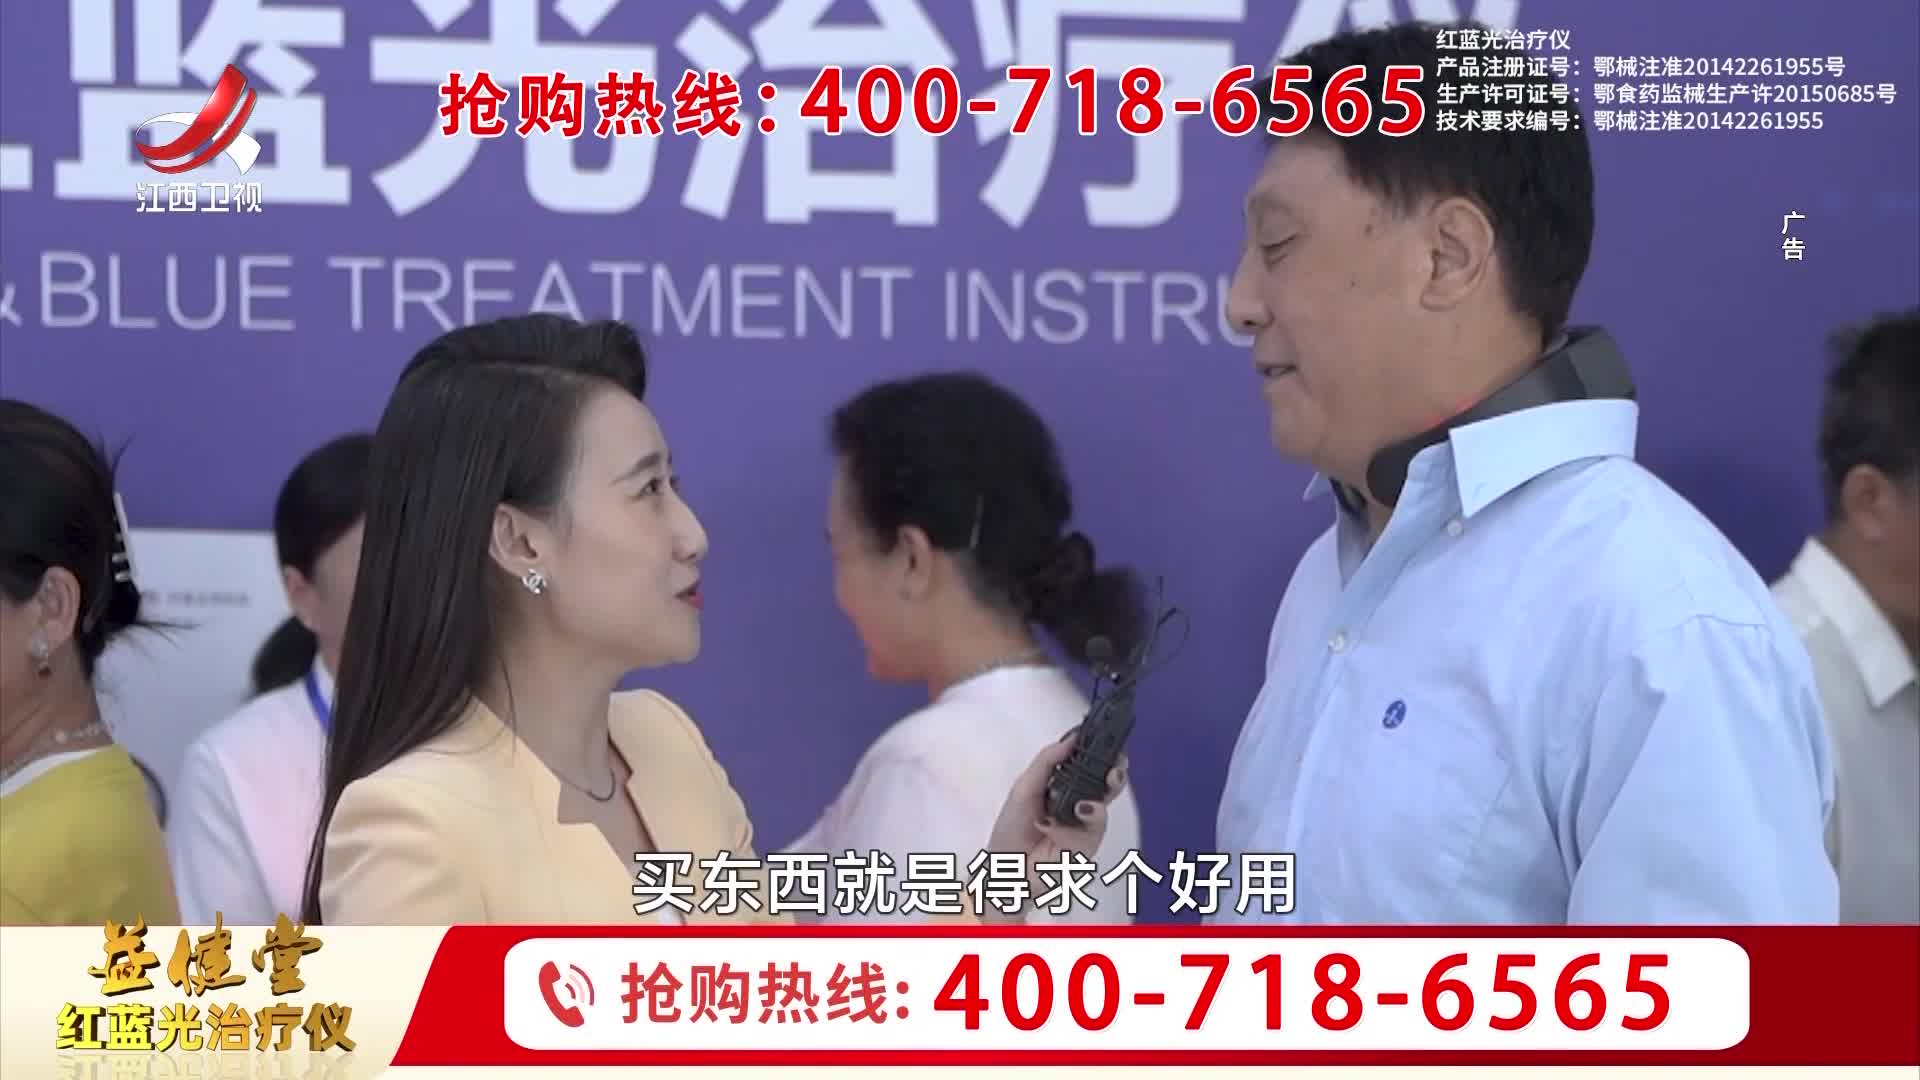 蓝光治疗仪
抢购热线：400-718-6565
红蓝光治疗仪
产品注册证号：鄂械注准20142261955号
生产许可证号：鄂食药监械生产许20150685号
技术要求编号：鄂械注准20142261955
江西卫视
广告
&BLUE TREATMENT INSTRU
买东西就是得求个好用
益健堂
红蓝光治疗仪
抢购热线：400-718-6565